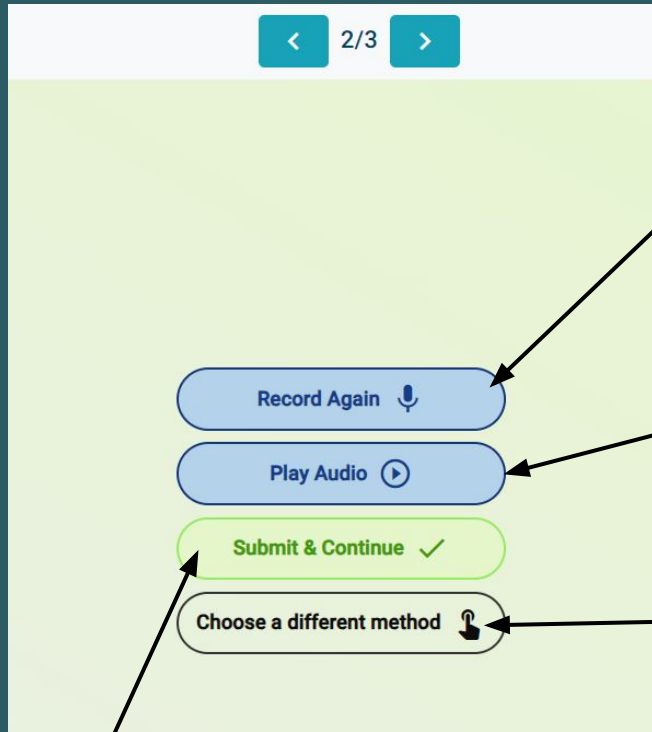 2/3
Record Again
Play Audio
Submit & Continue
Choose a different method